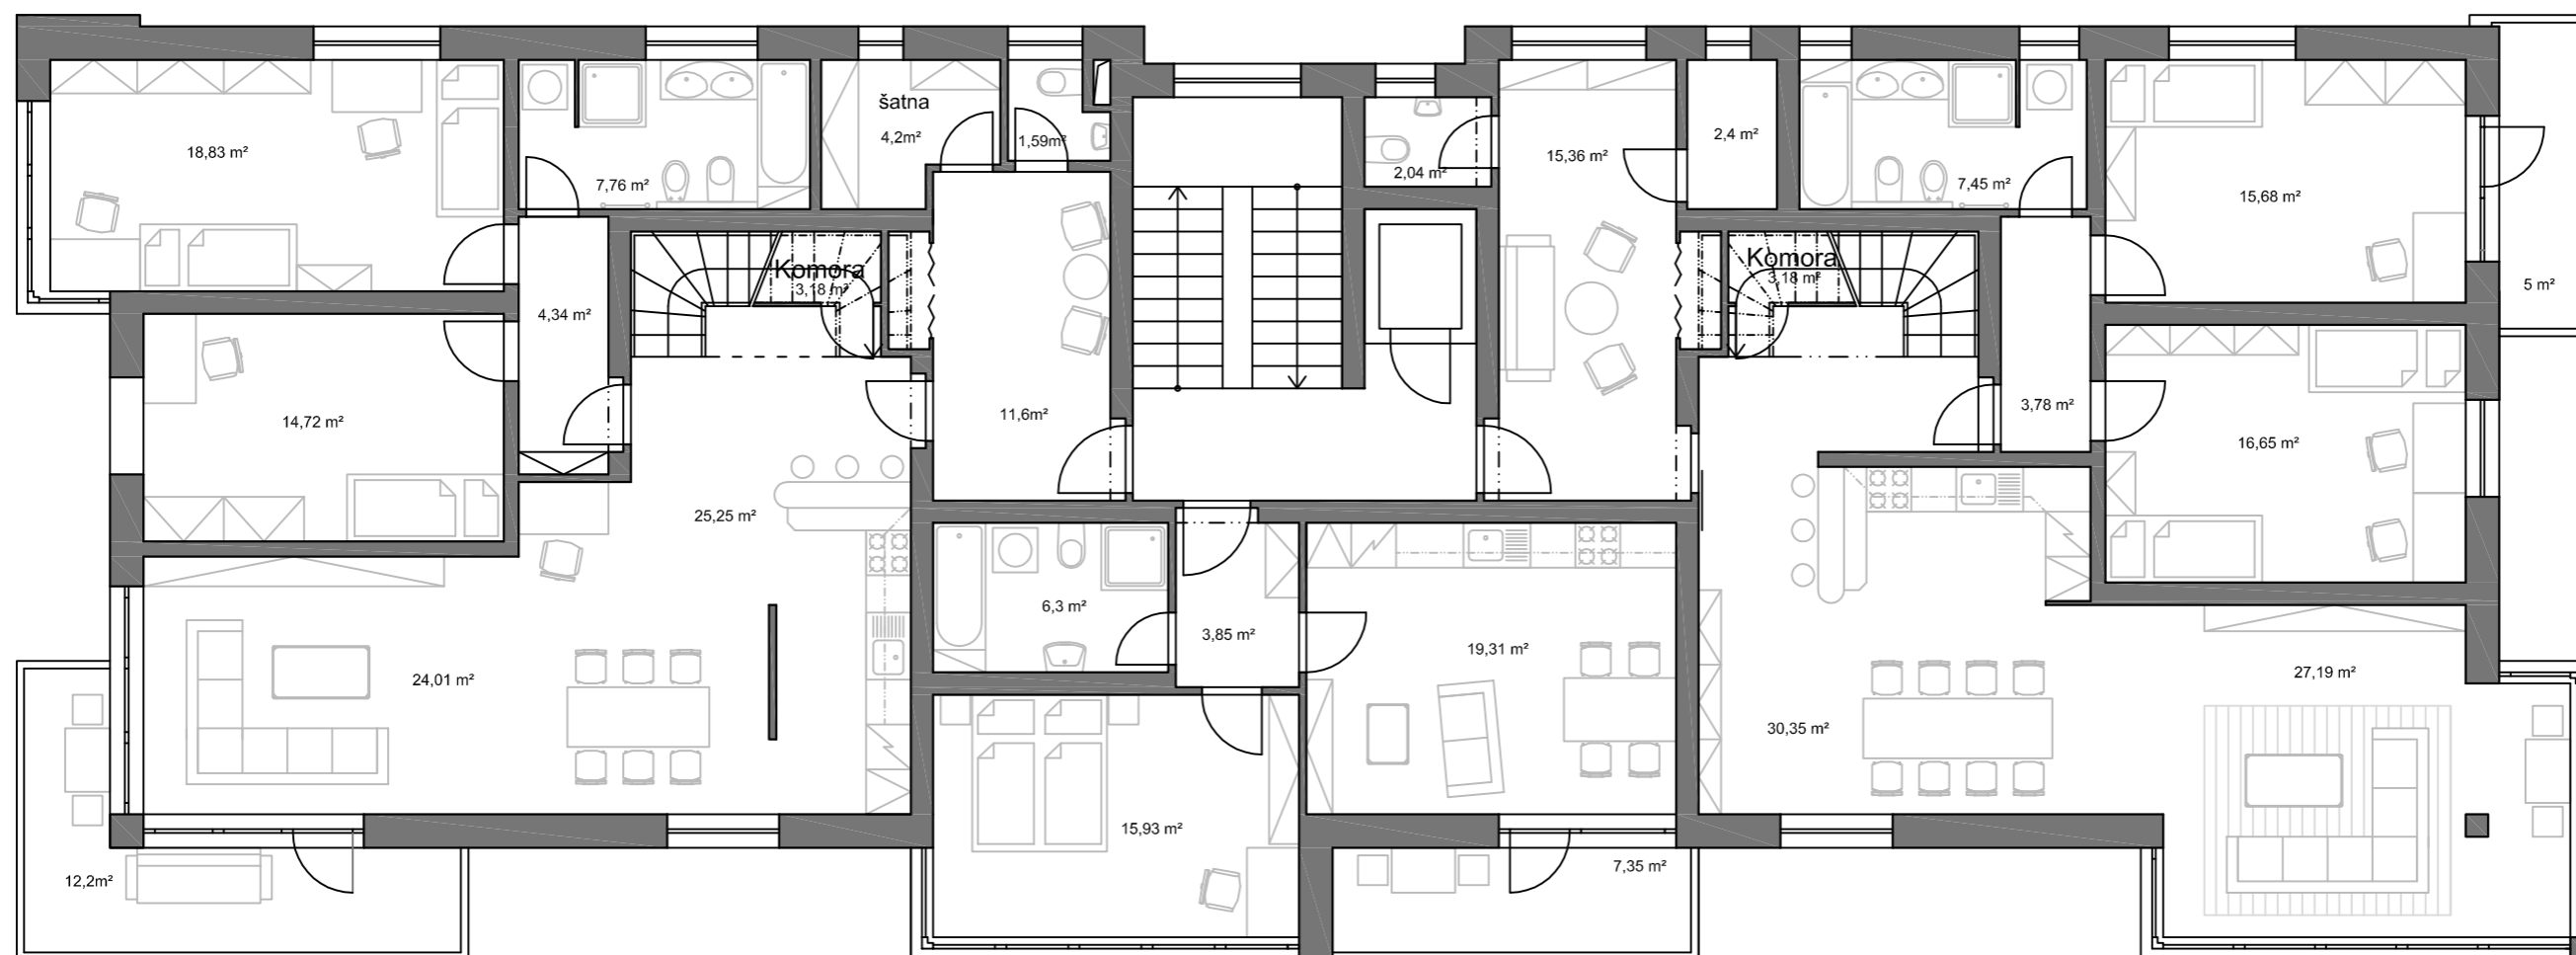 šatna
4,2m²
1,59m²
18,83 m²
7,76 m²
2,04 m²
15,36 m²
2,4 m²
7,45 m²
15,68 m²
Komora
3,18 m²
Komora
3,18 m²
5 m²
4,34 m²
14,72 m²
11,6m²
3,78 m²
16,65 m²
25,25 m²
6,3 m²
3,85 m²
19,31 m²
24,01 m²
27,19 m²
30,35 m²
15,93 m²
7,35 m²
12,2m²